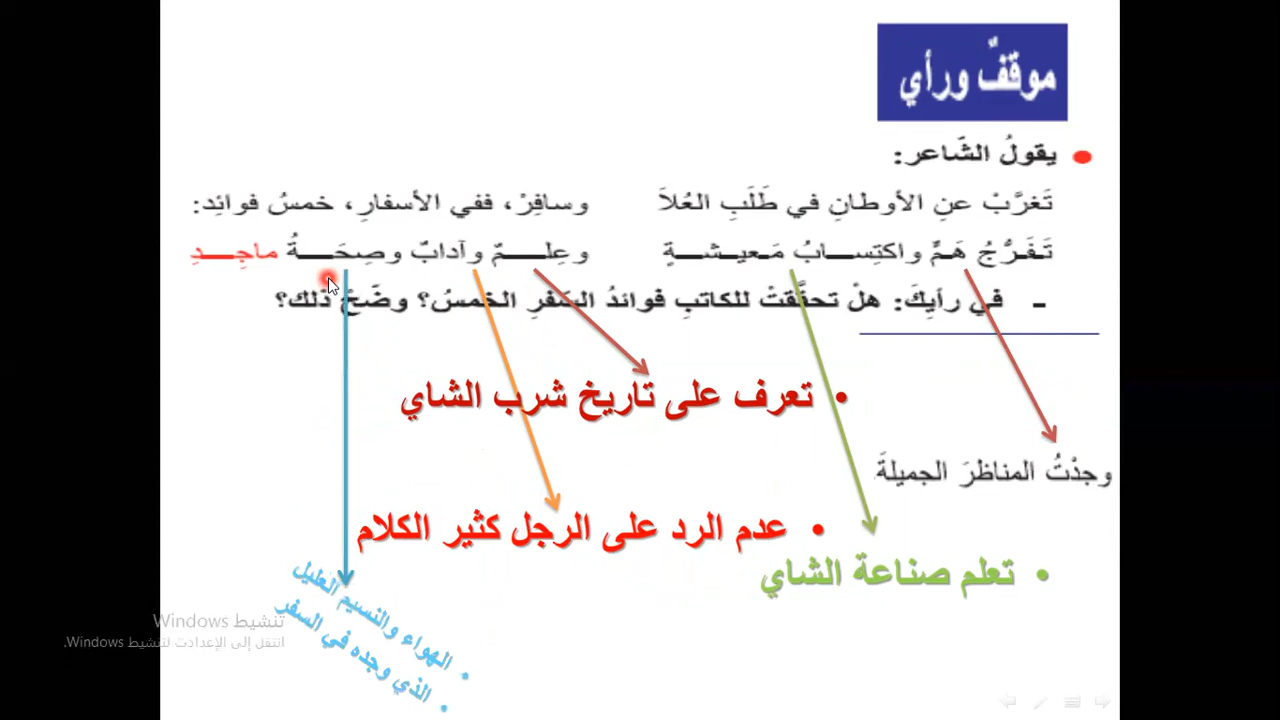 موقفٌ ورأي
يقولُ الشّاعر:
تَغرَّبْ عنِ الأوطانِ في طَلَبِ العُلاَ وسافِرْ، ففي الأسفارِ، خمسُ فوائِد:
تَفَرُّجُ هَمٍّ واكتِسابُ مَعيشةٍ وعِلمٌ وآدابٌ وصِحَةُ ماجِدِ
ـ في رأيِكَ: هلْ تحقَّقتْ للكاتبِ فوائدُ السَفرِ الخمسُ؟ وضّحْ ذلك؟
• تعرف على تاريخ شرب الشاي
وجدْتُ المناظرَ الجميلةَ
• عدم الرد على الرجل كثير الكلام
• تعلم صناعة الشاي
• الهواء والنسيم العليل
• الذي وجده في السفر
تنشيط Windows
انتقل إلى الإعدادت لتنشيط Windows.